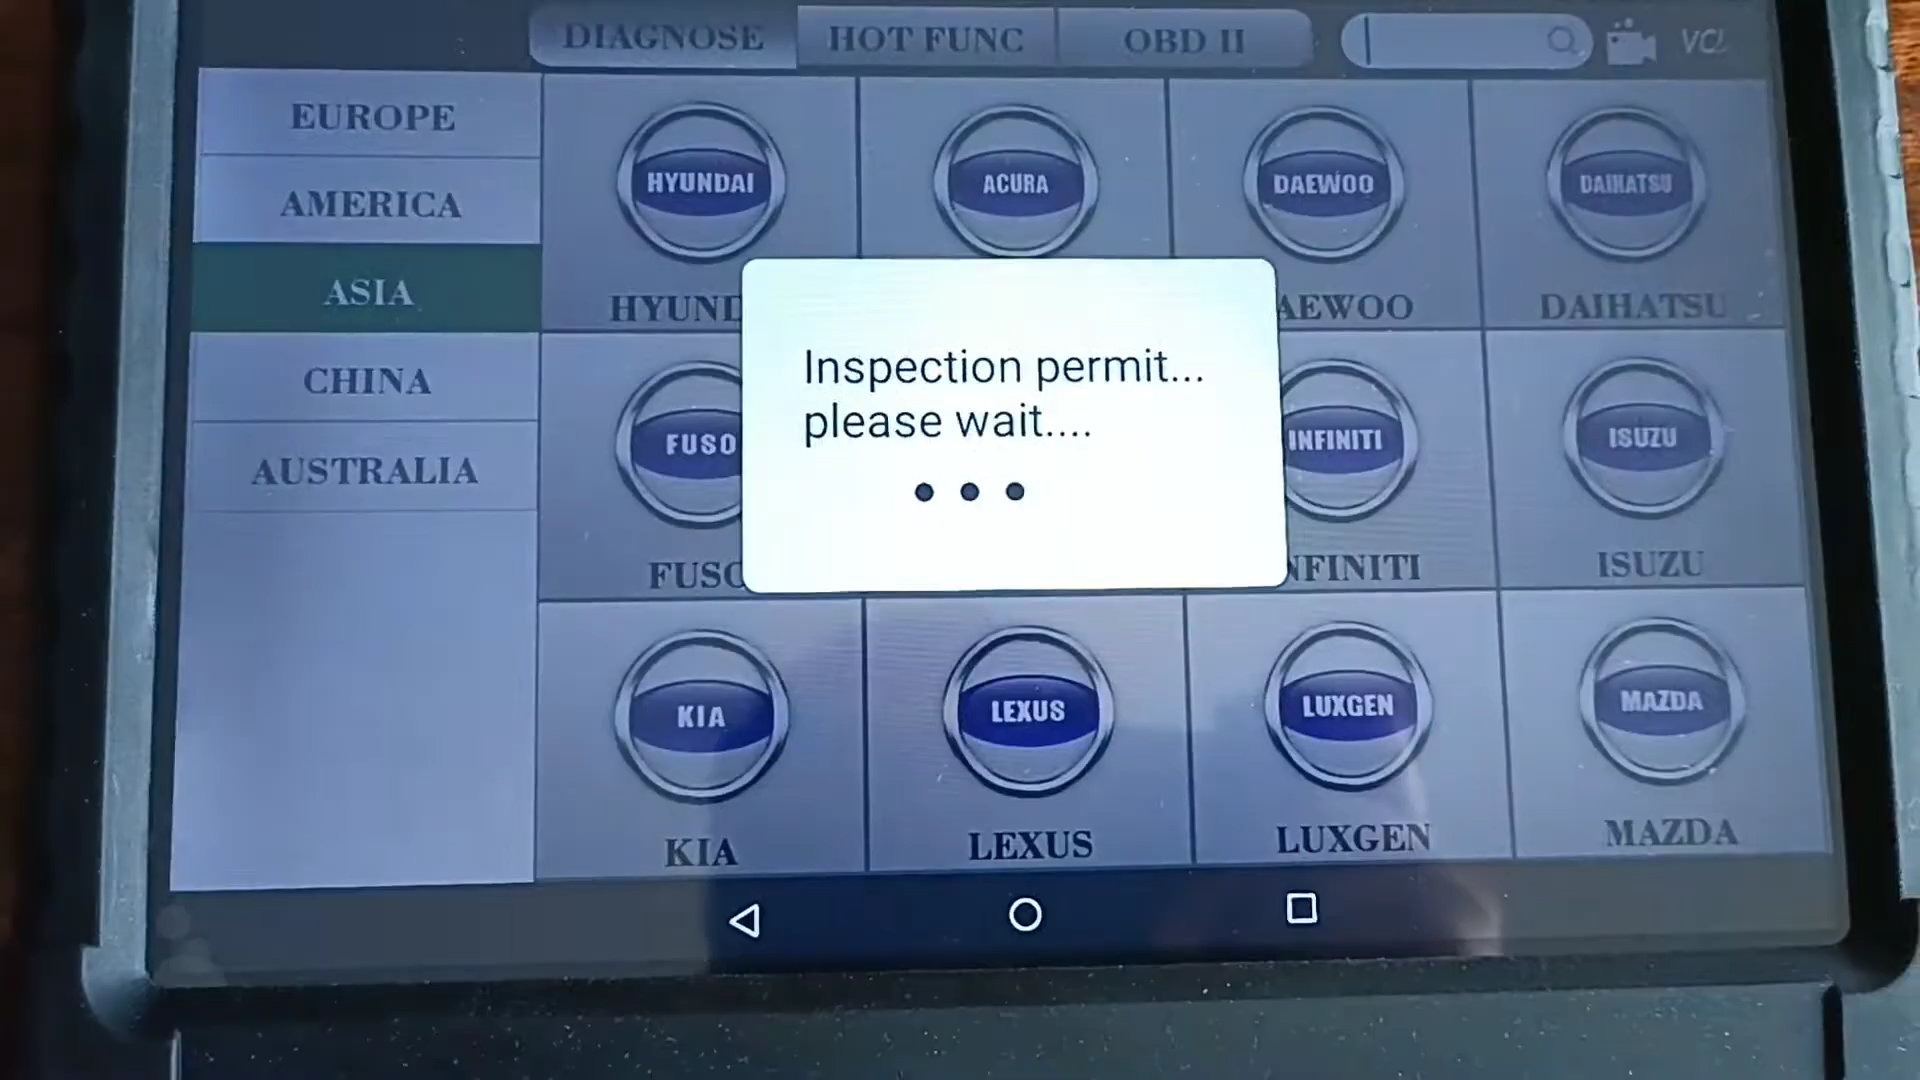 DIAGNOSE HOT FUNC OBD II VCI
EUROPE
AMERICA
ASIA
CHINA
AUSTRALIA
HYUNDAI ACURA DAEWOO DAIHATSU
HYUND AEWOO DAIHATSU
Inspection permit...
please wait....
FUSO INFINITI ISUZU
FUSO NFINITI ISUZU
KIA LEXUS LUXGEN MAZDA
KIA LEXUS LUXGEN MAZDA